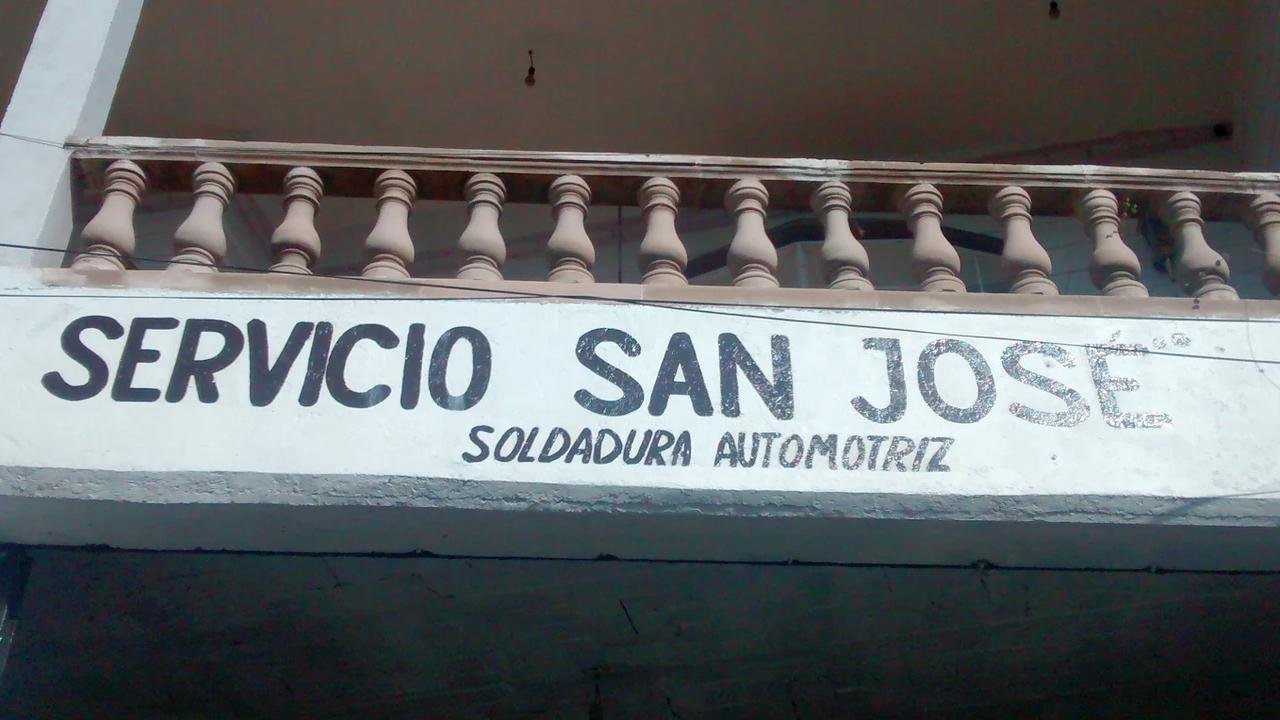 SERVICIO SAN JOSÉ"
SOLDADURA AUTOMOTRIZ